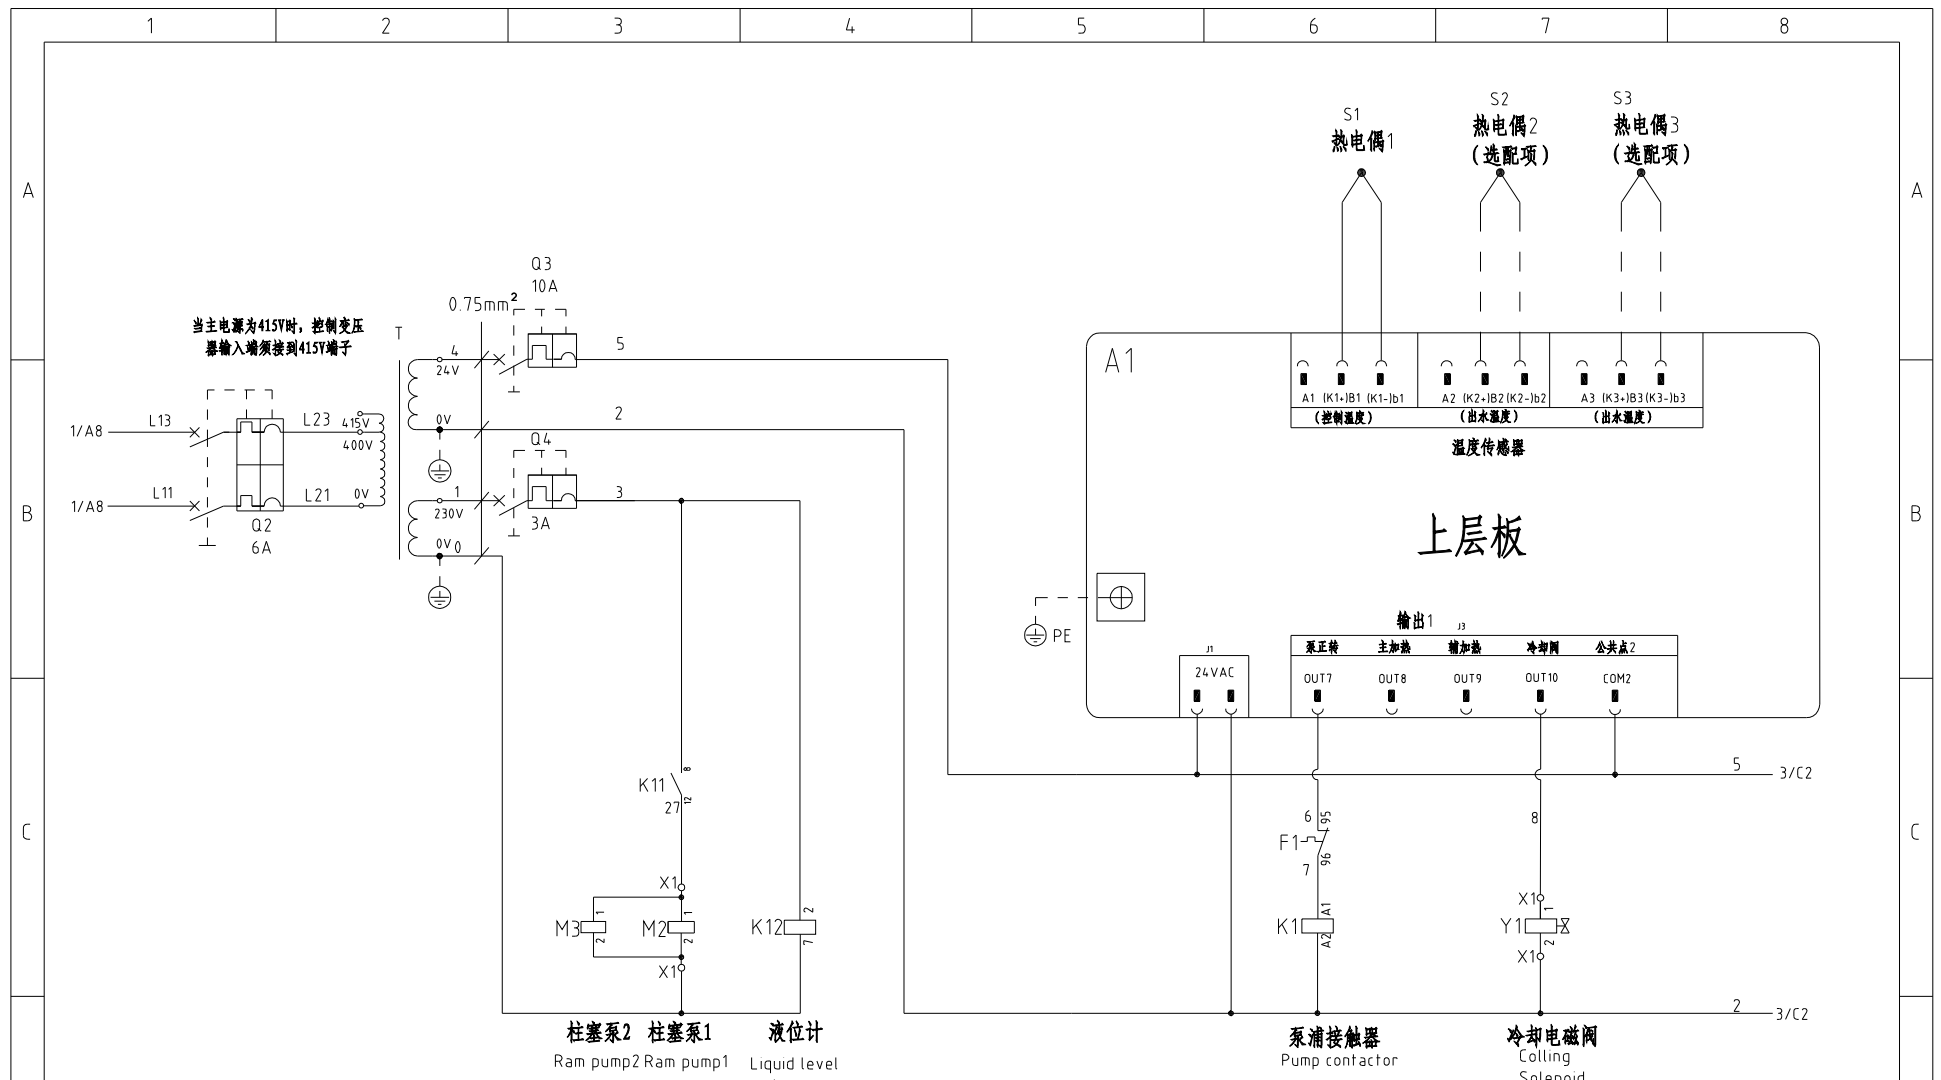 1 2 3 4 5 6 7 8
A
A
B
B
C
C
S1
热电偶1
S2
热电偶2
(选配项)
S3
热电偶3
(选配项)
当主电源为415V时，控制变压
器输入端须接到415V端子
T
0.75mm²
Q3
10A
4
24V
5
0V
2
Q4
3A
1
230V
3
0V 0
1/A8
L13
L23
415V
400V
1/A8
L11
L21
0V
Q2
6A
A1
A1 (K1+)B1 (K1-)b1
(控制温度)
A2 (K2+)B2 (K2-)b2
(出水温度)
A3 (K3+)B3 (K3-)b3
(出水温度)
温度传感器
上层板
PE
输出1
J3
J1
24VAC
泵正转 主加热 辅加热 冷却阀 公共点2
OUT7 OUT8 OUT9 OUT10 COM2
5
3/C2
K11
8
12
27
X1
M3
1
2
M2
1
2
X1
K12
2
7
6
95
F1
96
7
K1
A1
A2
8
X1
Y1
1
2
X1
2
3/C2
柱塞泵2
Ram pump2
柱塞泵1
Ram pump1
液位计
Liquid level
泵浦接触器
Pump contactor
冷却电磁阀
Colling
Solenoid